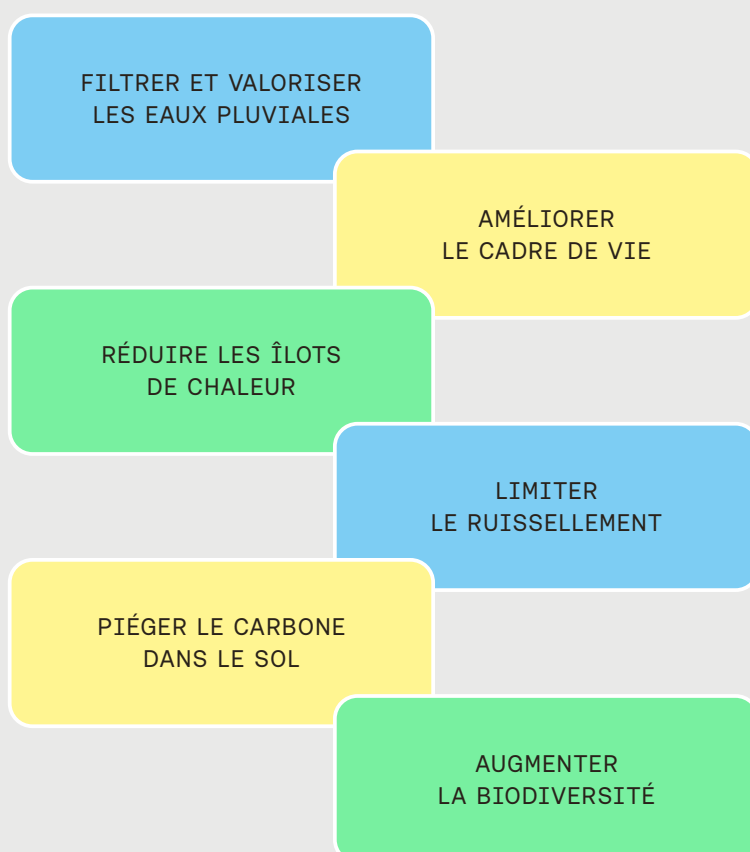 FILTRER ET VALORISER
LES EAUX PLUVIALES
AMÉLIORER
LE CADRE DE VIE
RÉDUIRE LES ÎLOTS
DE CHALEUR
LIMITER
LE RUISSELLEMENT
PIÉGER LE CARBONE
DANS LE SOL
AUGMENTER
LA BIODIVERSITÉ